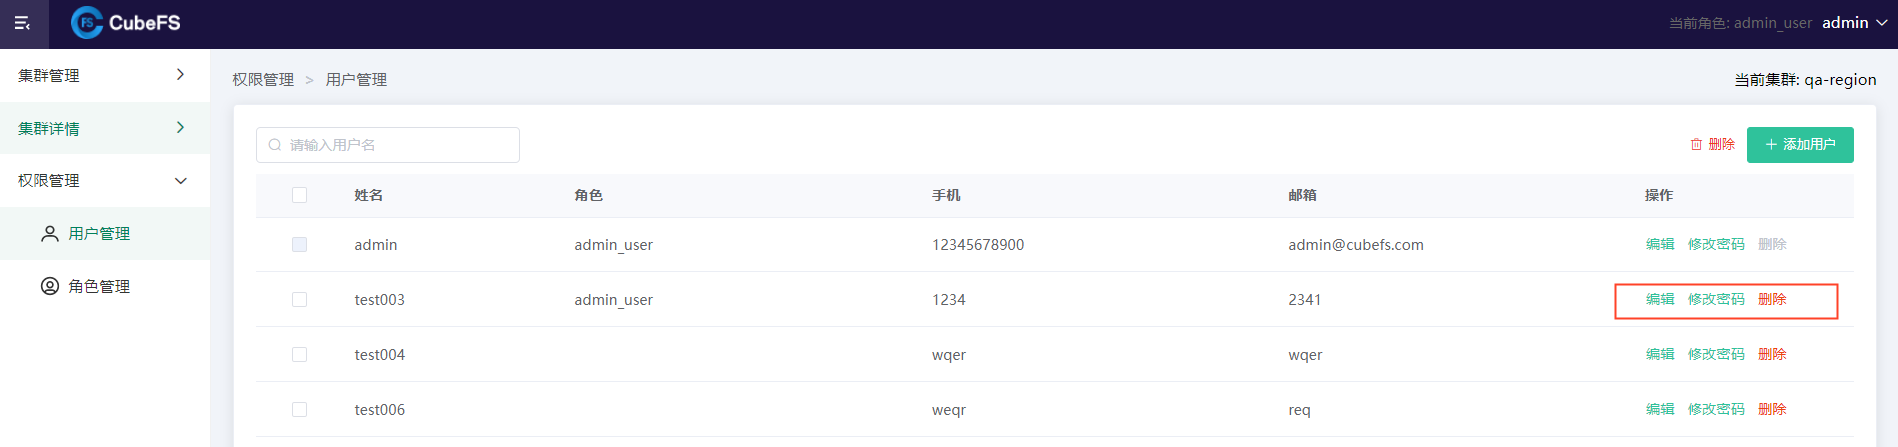 CubeFS
当前角色: admin_user admin
集群管理
集群详情
权限管理
用户管理
角色管理
权限管理 > 用户管理
当前集群: qa-region
请输入用户名
删除 + 添加用户
姓名 角色 手机 邮箱 操作
admin admin_user 12345678900 admin@cubefs.com 编辑 修改密码 删除
test003 admin_user 1234 2341 编辑 修改密码 删除
test004 wqer wqer 编辑 修改密码 删除
test006 weqr req 编辑 修改密码 删除